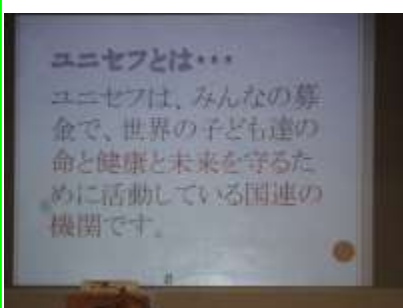 ユニセフとは・・・
ユニセフは、みんなの募
金で、世界の子ども達の
命と健康と未来を守るた
めに活動している国連の
機関です。